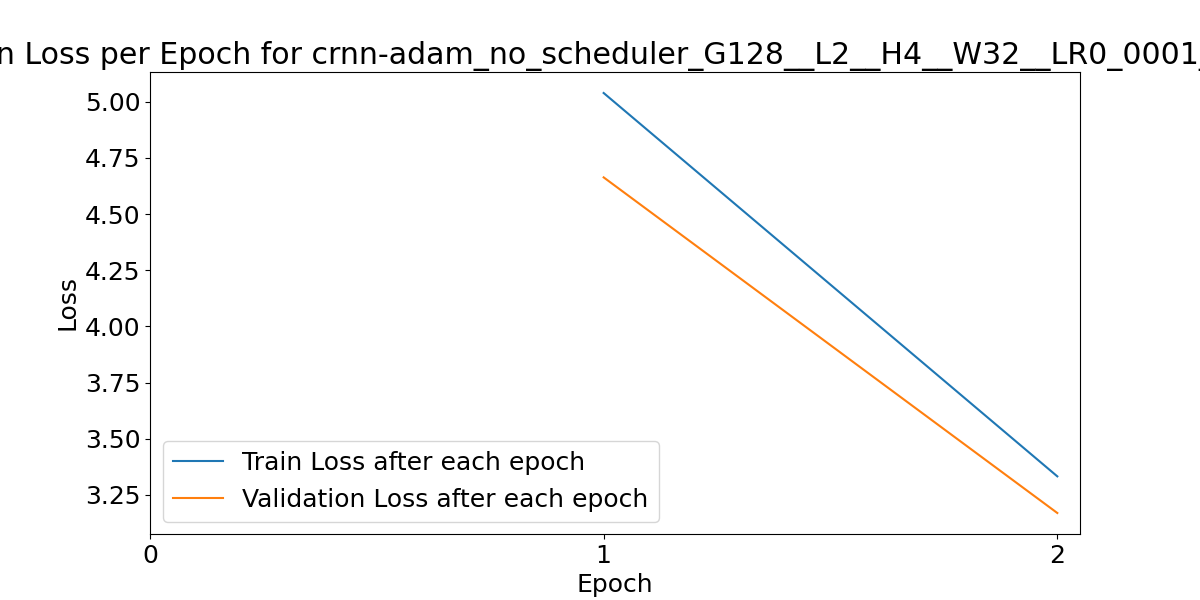 n Loss per Epoch for crnn-adam_no_scheduler_G128__L2__H4__W32__LR0_0001_
5.00
4.75
4.50
4.25
4.00
3.75
3.50
3.25
Loss
Train Loss after each epoch
Validation Loss after each epoch
0 1 2
Epoch